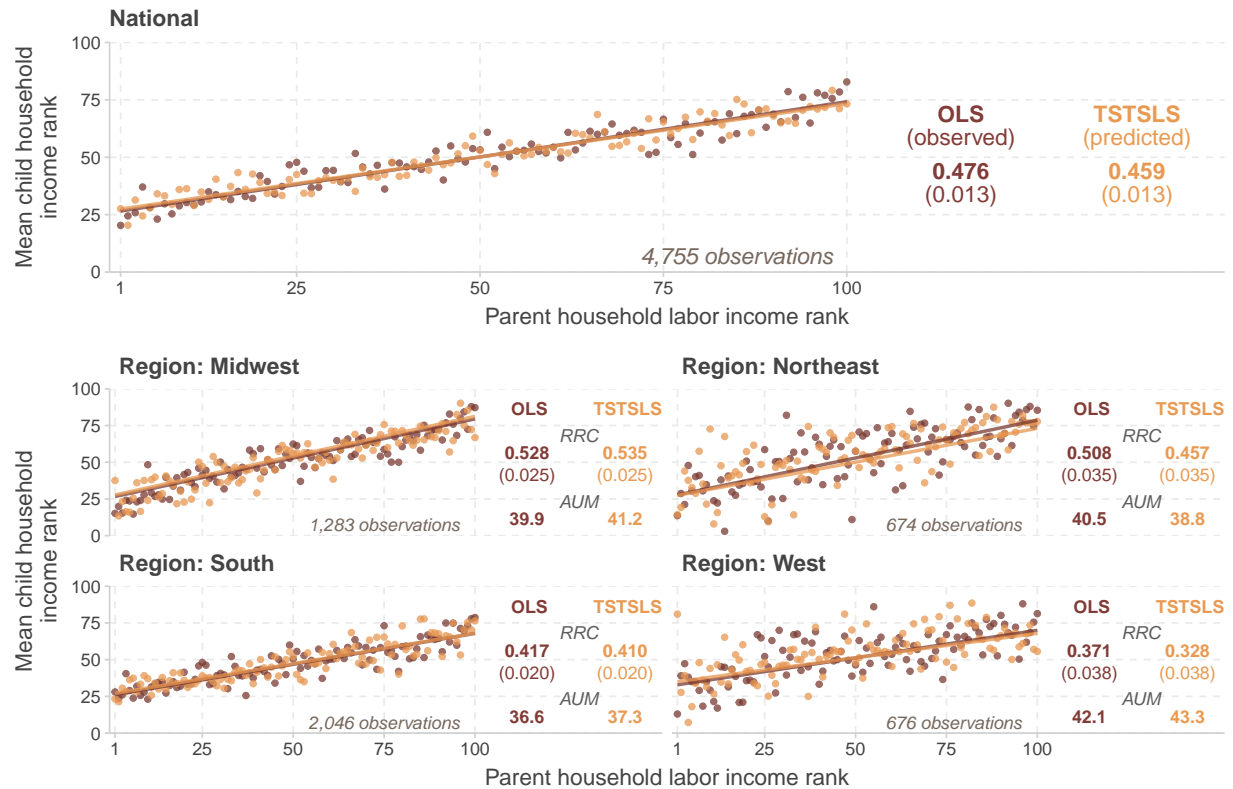 National
Mean child household
income rank
100
75
50
25
0
OLS
(observed)
0.476
(0.013)
TSTSLS
(predicted)
0.459
(0.013)
4,755 observations
1 25 50 75 100
Parent household labor income rank
Mean child household
income rank
Region: Midwest
100
75
50
25
0
OLS TSTSLS
RRC
0.528 0.535
(0.025) (0.025)
AUM
39.9 41.2
1,283 observations
Region: Northeast
OLS TSTSLS
RRC
0.508 0.457
(0.035) (0.035)
AUM
40.5 38.8
674 observations
Region: South
100
75
50
25
0
OLS TSTSLS
RRC
0.417 0.410
(0.020) (0.020)
AUM
36.6 37.3
2,046 observations
1 25 50 75 100
Region: West
OLS TSTSLS
RRC
0.371 0.328
(0.038) (0.038)
AUM
42.1 43.3
676 observations
1 25 50 75 100
Parent household labor income rank